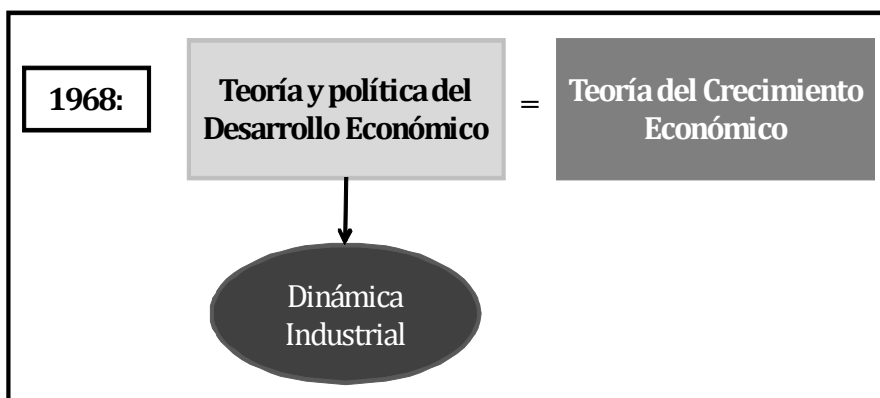 1968:
Teoría y política del
Desarrollo Económico
=
Teoría del Crecimiento
Económico
Dinámica
Industrial